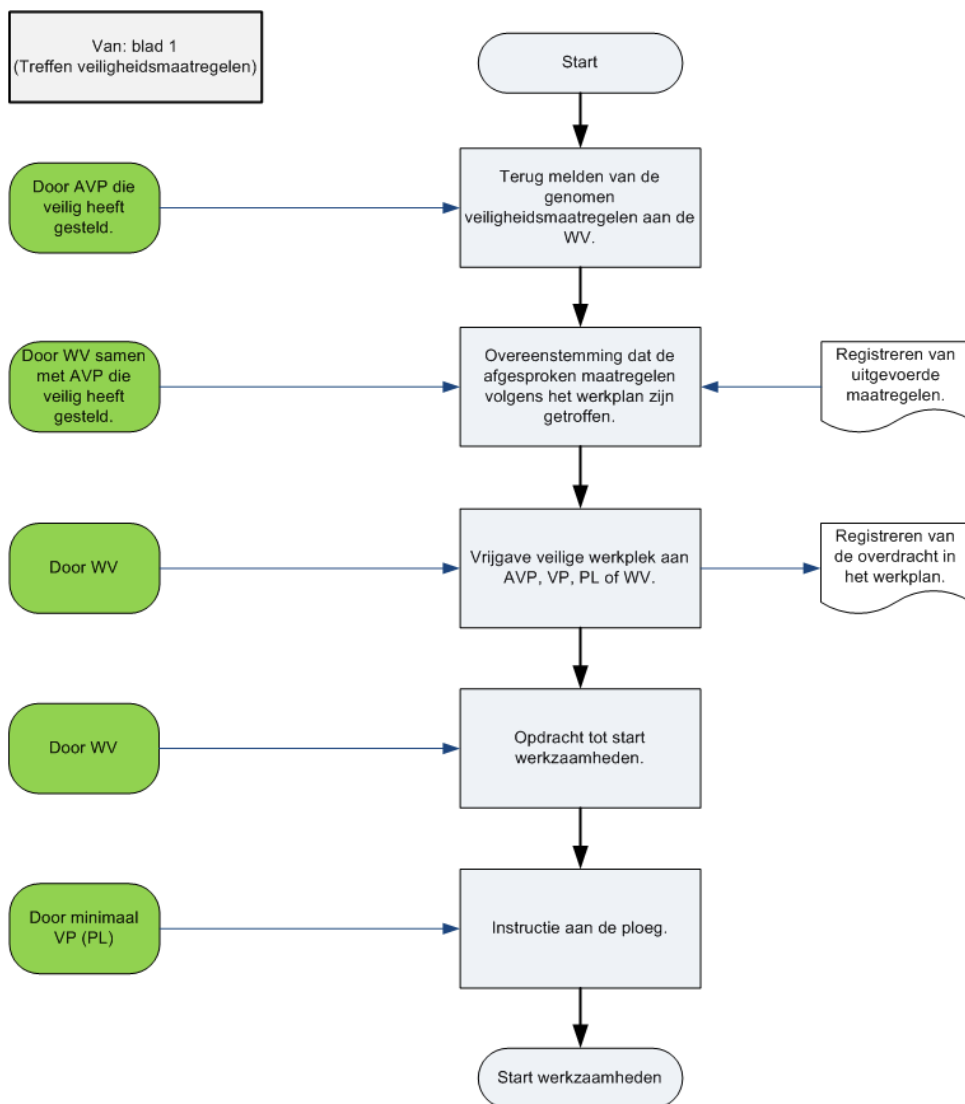 Van: blad 1
(Treffen veiligheidsmaatregelen)
Start
Door AVP die
veilig heeft
gesteld.
Terug melden van de
genomen
veiligheidsmaatregelen aan de
WV.
Door WV samen
met AVP die
veilig heeft
gesteld.
Overeenstemming dat de
afgesproken maatregelen
volgens het werkplan zijn
getroffen.
Registreren van
uitgevoerde
maatregelen.
Door WV
Vrijgave veilige werkplek aan
AVP, VP, PL of WV.
Registreren van
de overdracht in
het werkplan.
Door WV
Opdracht tot start
werkzaamheden.
Door minimaal
VP (PL)
Instructie aan de ploeg.
Start werkzaamheden